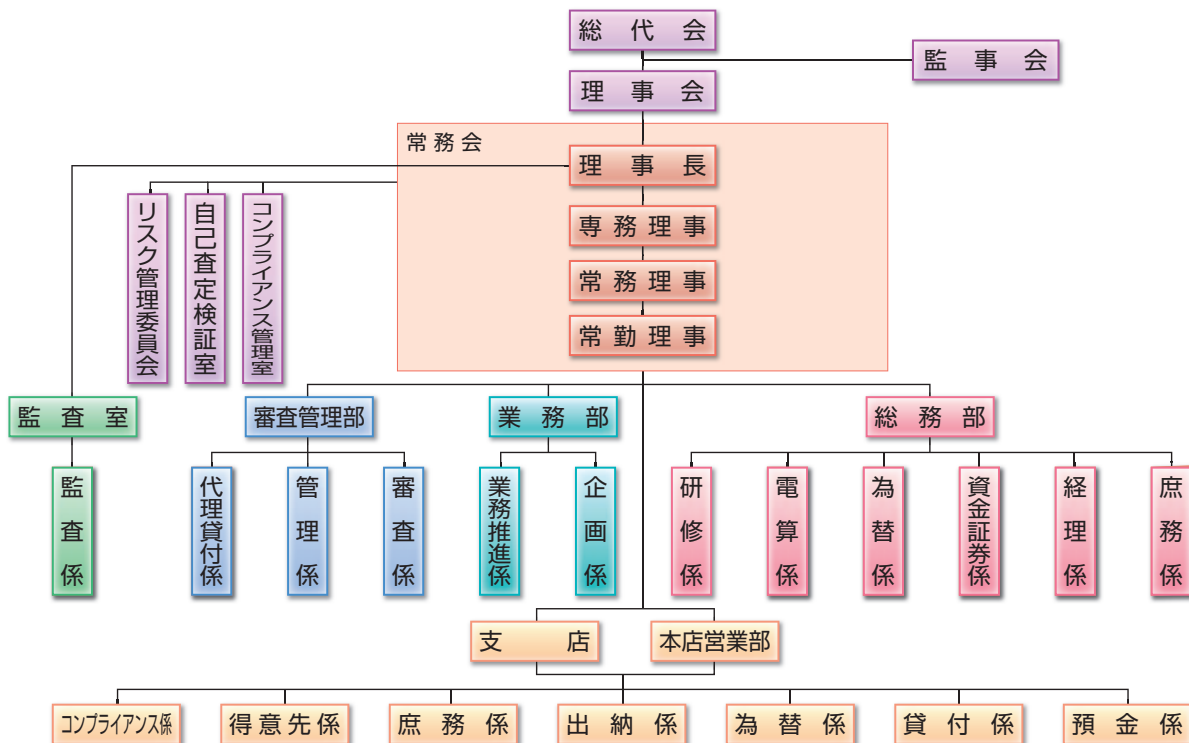 総代会
監事会
理事会
常務会
理事長
専務理事
常務理事
常勤理事
リスク管理委員会
自己査定検証室
コンプライアンス管理室
監査室
審査管理部
業務部
総務部
監査係
代理貸付係
管理係
審査係
業務推進係
企画係
研修係
電算係
為替係
資金証券係
経理係
庶務係
支店
本店営業部
コンプライアンス係
得意先係
庶務係
出納係
為替係
貸付係
預金係